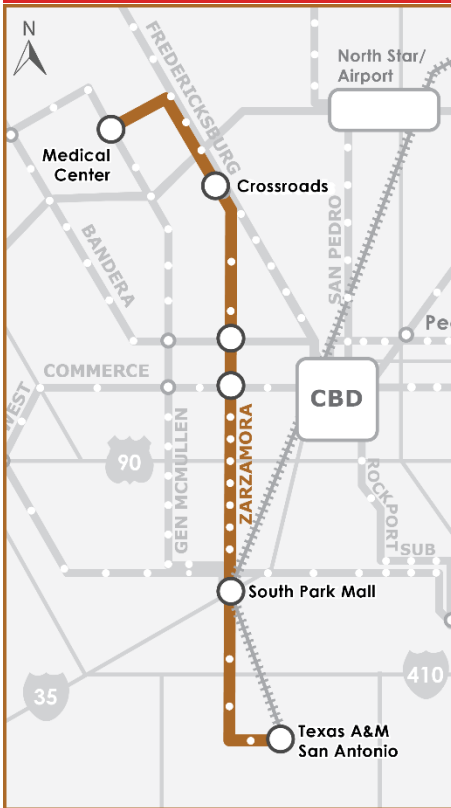 N
FREDERICKSBURG
North Star/
Airport
Medical
Center
Crossroads
BANDERA
SAN PEDRO
Pec
COMMERCE
WEST
CBD
90
GEN MCMULLEN
ZARZAMORA
ROCKPORT
SUB
South Park Mall
35
410
Texas A&M
San Antonio